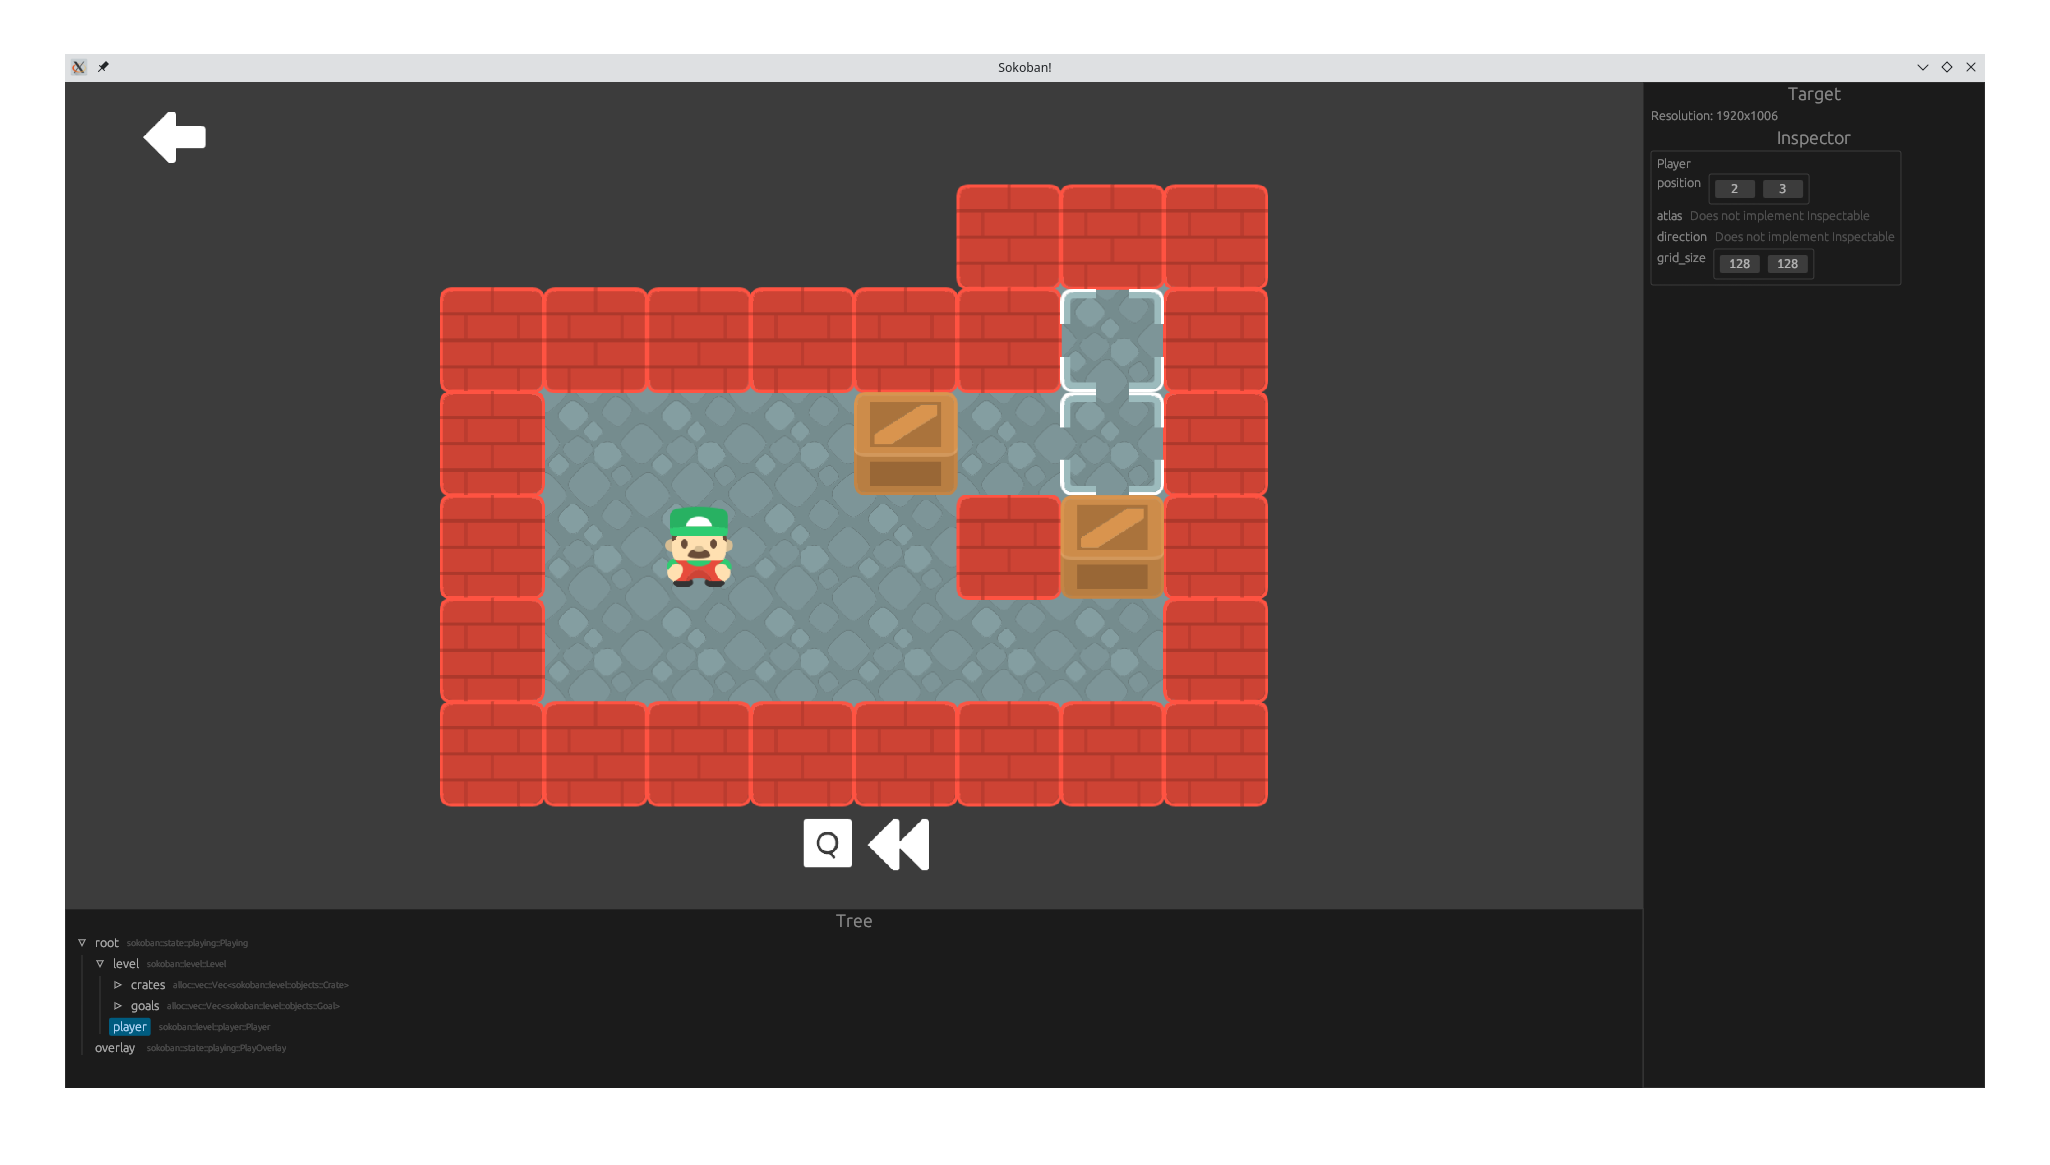 Sokoban!
Target
Resolution: 1920x1006
Inspector
Player
position 2 3
atlas Does not implement Inspectable
direction Does not implement Inspectable
grid_size 128 128
Q
Tree
root sokoban::state::playing::Playing
level sokoban::level::Level
crates alloc::vec::Vec<sokoban::level::objects::Crate>
goals alloc::vec::Vec<sokoban::level::objects::Goal>
player sokoban::level::player::Player
overlay sokoban::state::playing::PlayOverlay